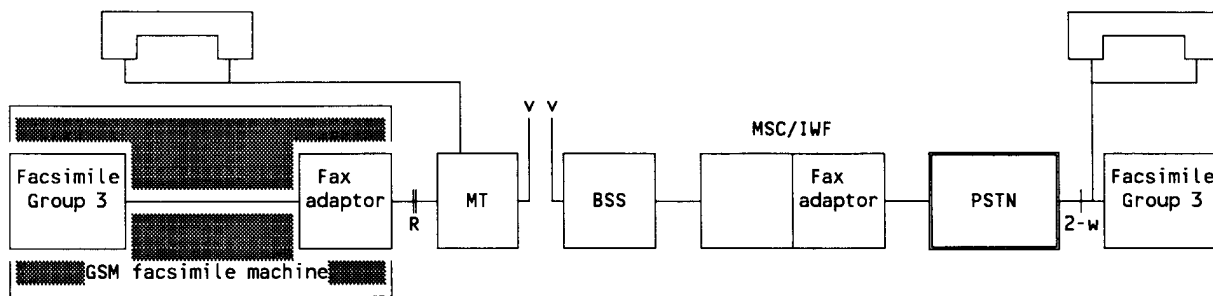 v v
MSC/IWF
Facsimile
Group 3
Fax
adaptor
R
MT
BSS
Fax
adaptor
PSTN
2-w
Facsimile
Group 3
GSM facsimile machine